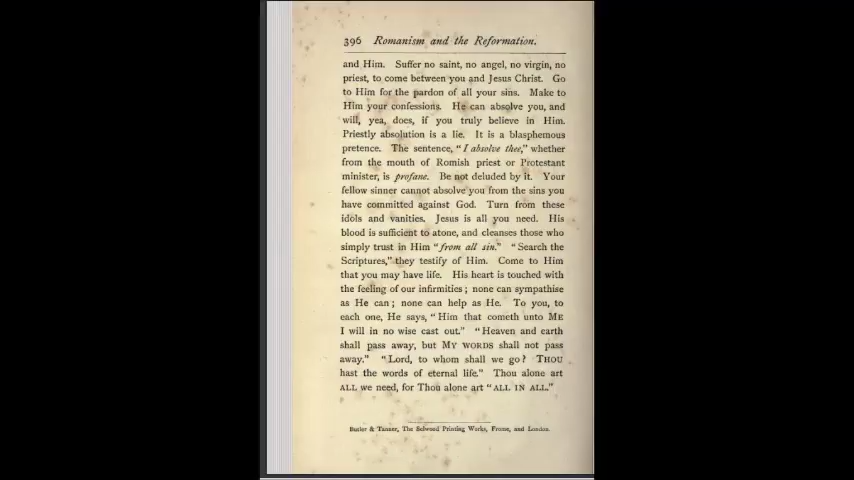 396 Romanism and the Reformation.
and Him. Suffer no saint, no angel, no virgin, no
priest, to come between you and Jesus Christ. Go
to Him for the pardon of all your sins. Make to
Him your confessions. He can absolve you, and
will, yea, does, if you truly believe in Him.
Priestly absolution is a lie. It is a blasphemous
pretence. The sentence, "I absolve thee," whether
from the mouth of Romish priest or Protestant
minister, is profane. Be not deluded by it. Your
fellow sinner cannot absolve you from the sins you
have committed against God. Turn from these
idols and vanities. Jesus is all you need. His
blood is sufficient to atone, and cleanses those who
simply trust in Him "from all sin." "Search the
Scriptures," they testify of Him. Come to Him
that you may have life. His heart is touched with
the feeling of our infirmities; none can sympathise
as He can; none can help as He. To you, to
each one, He says, "Him that cometh unto ME
I will in no wise cast out." "Heaven and earth
shall pass away, but MY WORDS shall not pass
away." "Lord, to whom shall we go? THOU
hast the words of eternal life." Thou alone art
ALL we need, for Thou alone art "ALL IN ALL."
Butler & Tanner, The Selwood Printing Works, Frome, and London.